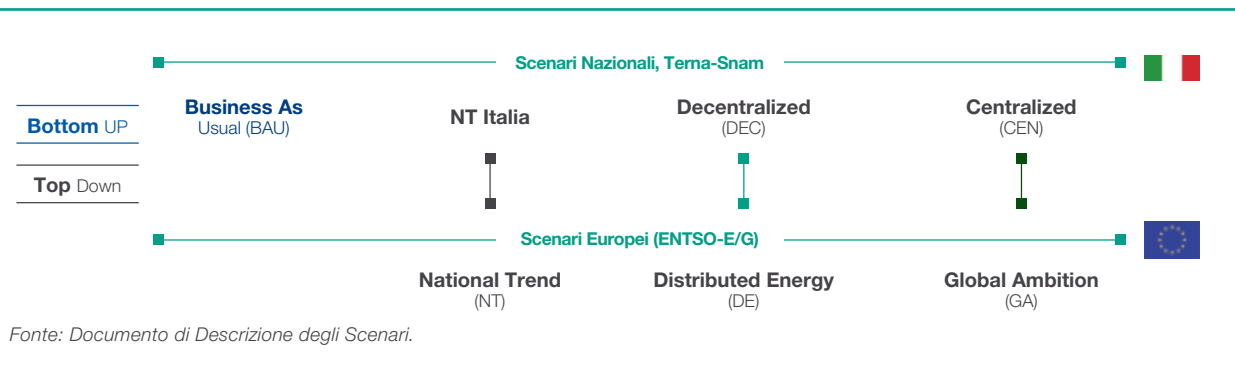 Scenari Nazionali, Terna-Snam
Bottom UP
Top Down
Business As
Usual (BAU)
NT Italia
Decentralized
(DEC)
Centralized
(CEN)
Scenari Europei (ENTSO-E/G)
National Trend
(NT)
Distributed Energy
(DE)
Global Ambition
(GA)
Fonte: Documento di Descrizione degli Scenari.